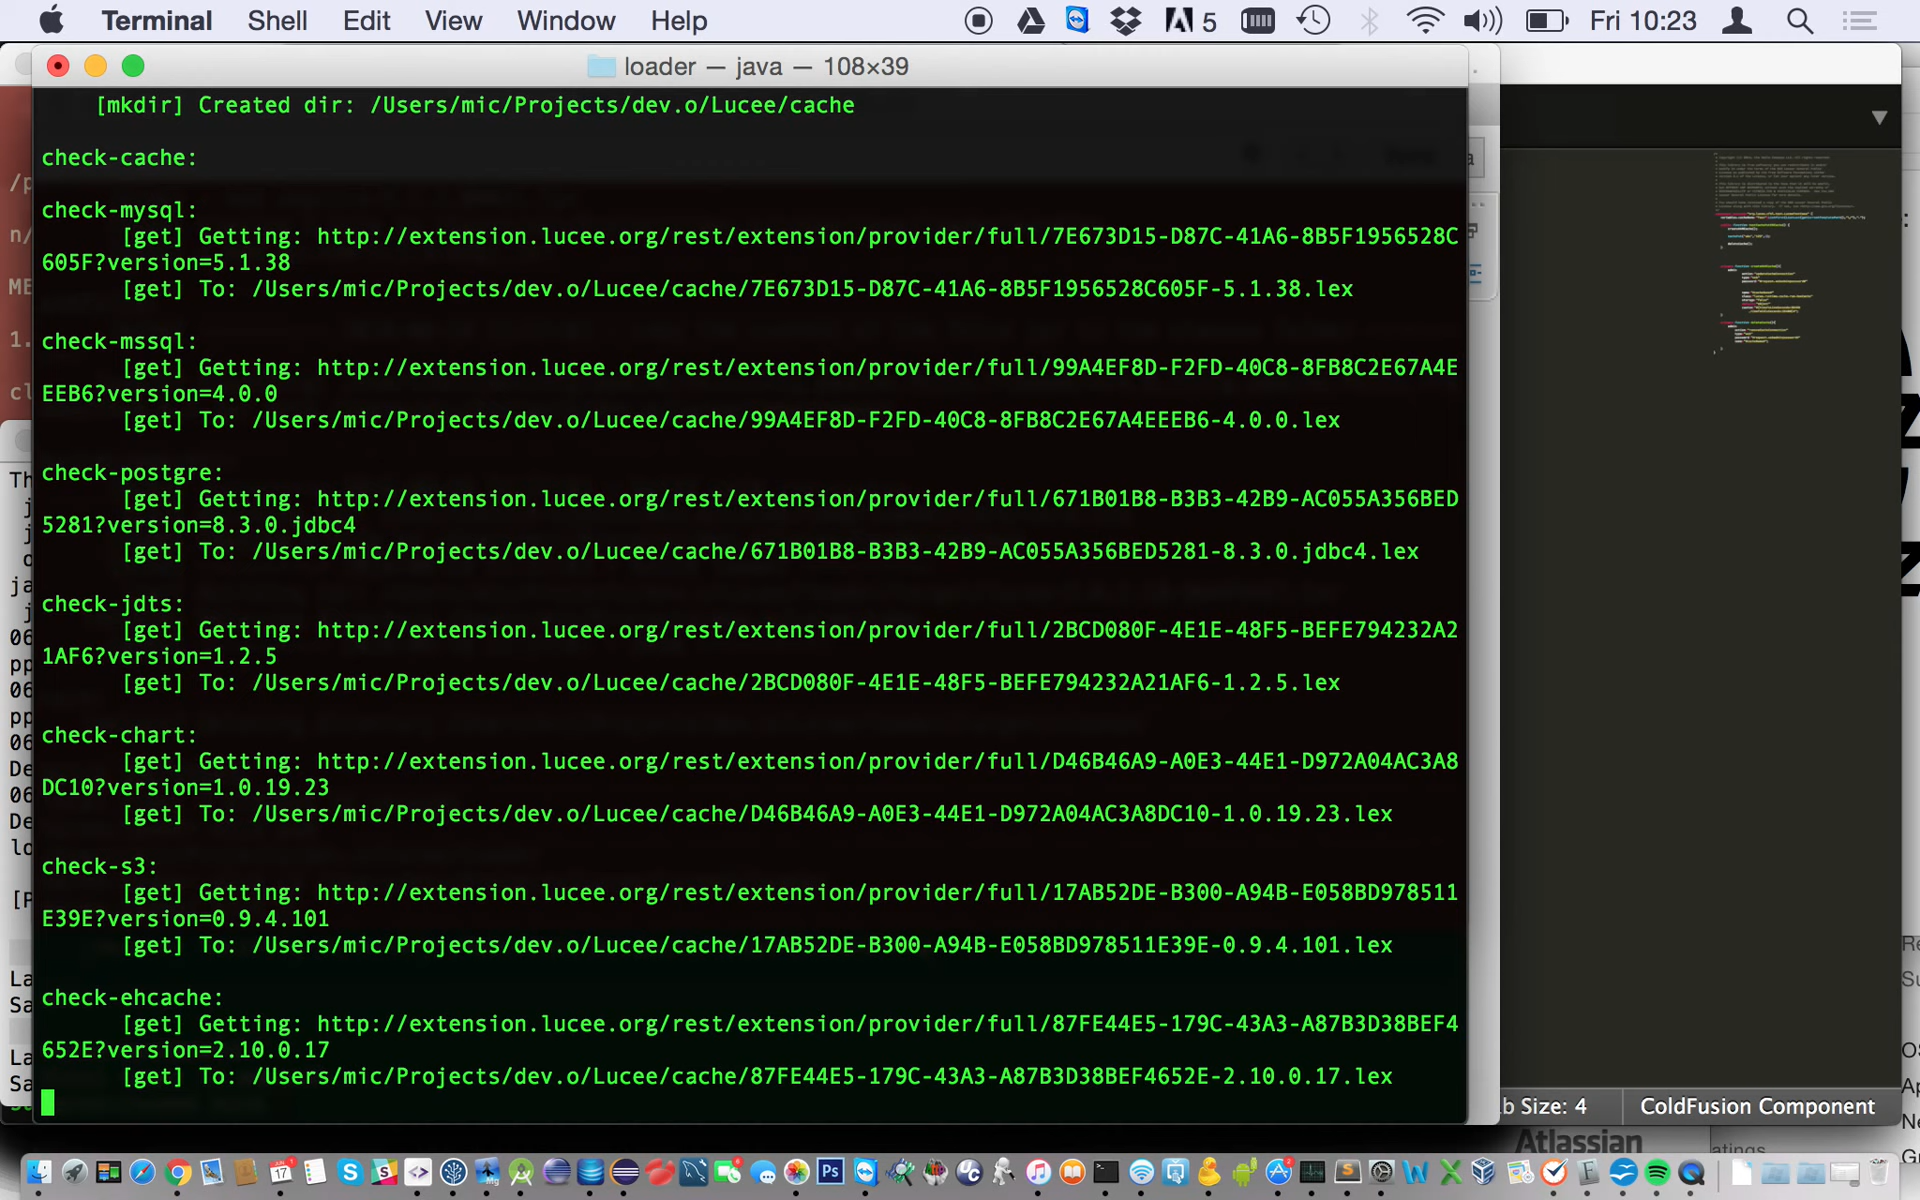 Terminal Shell Edit View Window Help 5 Fri 10:23
loader — java — 108×39
[mkdir] Created dir: /Users/mic/Projects/dev.o/Lucee/cache
check-cache:
check-mysql:
[get] Getting: http://extension.lucee.org/rest/extension/provider/full/7E673D15-D87C-41A6-8B5F1956528C
605F?version=5.1.38
[get] To: /Users/mic/Projects/dev.o/Lucee/cache/7E673D15-D87C-41A6-8B5F1956528C605F-5.1.38.lex
check-mssql:
[get] Getting: http://extension.lucee.org/rest/extension/provider/full/99A4EF8D-F2FD-40C8-8FB8C2E67A4E
EEB6?version=4.0.0
[get] To: /Users/mic/Projects/dev.o/Lucee/cache/99A4EF8D-F2FD-40C8-8FB8C2E67A4EEEB6-4.0.0.lex
check-postgre:
[get] Getting: http://extension.lucee.org/rest/extension/provider/full/671B01B8-B3B3-42B9-AC055A356BED
5281?version=8.3.0.jdbc4
[get] To: /Users/mic/Projects/dev.o/Lucee/cache/671B01B8-B3B3-42B9-AC055A356BED5281-8.3.0.jdbc4.lex
check-jdts:
[get] Getting: http://extension.lucee.org/rest/extension/provider/full/2BCD080F-4E1E-48F5-BEFE794232A2
1AF6?version=1.2.5
[get] To: /Users/mic/Projects/dev.o/Lucee/cache/2BCD080F-4E1E-48F5-BEFE794232A21AF6-1.2.5.lex
check-chart:
[get] Getting: http://extension.lucee.org/rest/extension/provider/full/D46B46A9-A0E3-44E1-D972A04AC3A8
DC10?version=1.0.19.23
[get] To: /Users/mic/Projects/dev.o/Lucee/cache/D46B46A9-A0E3-44E1-D972A04AC3A8DC10-1.0.19.23.lex
check-s3:
[get] Getting: http://extension.lucee.org/rest/extension/provider/full/17AB52DE-B300-A94B-E058BD978511
E39E?version=0.9.4.101
[get] To: /Users/mic/Projects/dev.o/Lucee/cache/17AB52DE-B300-A94B-E058BD978511E39E-0.9.4.101.lex
check-ehcache:
[get] Getting: http://extension.lucee.org/rest/extension/provider/full/87FE44E5-179C-43A3-A87B3D38BEF4
652E?version=2.10.0.17
[get] To: /Users/mic/Projects/dev.o/Lucee/cache/87FE44E5-179C-43A3-A87B3D38BEF4652E-2.10.0.17.lex
b Size: 4 ColdFusion Component
Atlassian
atings